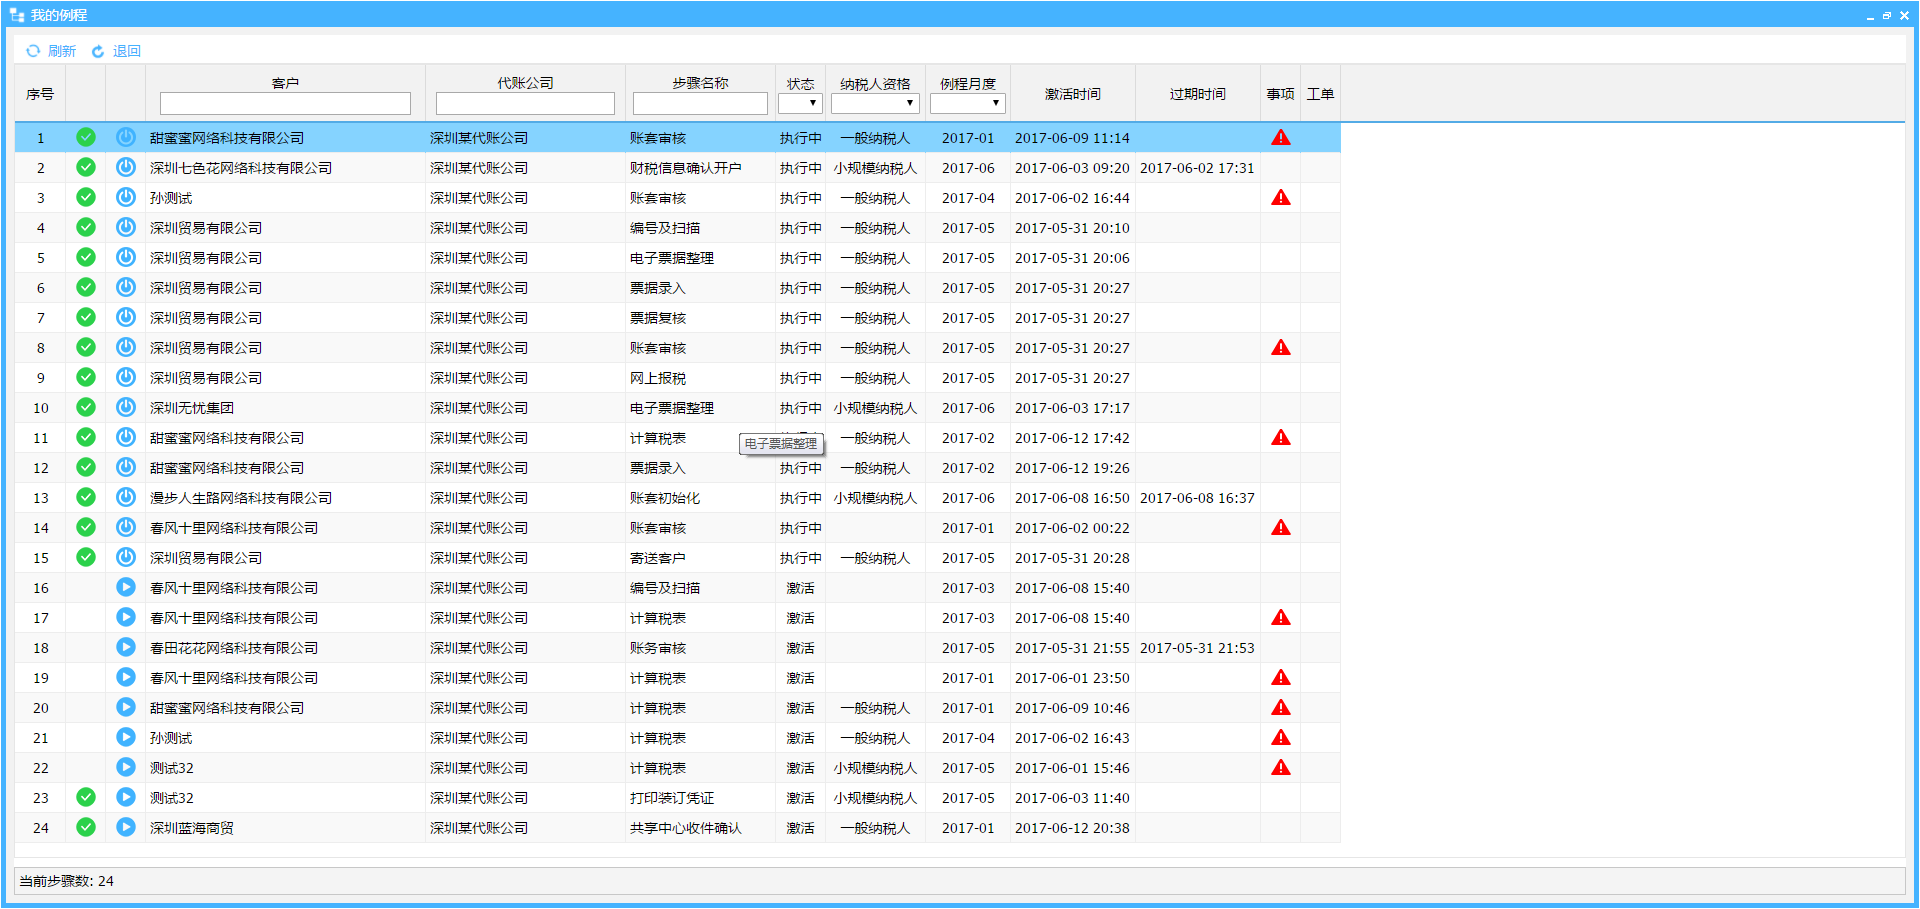 我的例程
刷新 退回
序号 客户 代账公司 步骤名称 状态 纳税人资格 例程月度 激活时间 过期时间 事项 工单
1 甜蜜蜜网络科技有限公司 深圳某代账公司 账套审核 执行中 一般纳税人 2017-01 2017-06-09 11:14
2 深圳七色花网络科技有限公司 深圳某代账公司 财税信息确认开户 执行中 小规模纳税人 2017-06 2017-06-03 09:20 2017-06-02 17:31
3 孙测试 深圳某代账公司 账套审核 执行中 一般纳税人 2017-04 2017-06-02 16:44
4 深圳贸易有限公司 深圳某代账公司 编号及扫描 执行中 一般纳税人 2017-05 2017-05-31 20:10
5 深圳贸易有限公司 深圳某代账公司 电子票据整理 执行中 一般纳税人 2017-05 2017-05-31 20:06
6 深圳贸易有限公司 深圳某代账公司 票据录入 执行中 一般纳税人 2017-05 2017-05-31 20:27
7 深圳贸易有限公司 深圳某代账公司 票据复核 执行中 一般纳税人 2017-05 2017-05-31 20:27
8 深圳贸易有限公司 深圳某代账公司 账套审核 执行中 一般纳税人 2017-05 2017-05-31 20:27
9 深圳贸易有限公司 深圳某代账公司 网上报税 执行中 一般纳税人 2017-05 2017-05-31 20:27
10 深圳无忧集团 深圳某代账公司 电子票据整理 执行中 小规模纳税人 2017-06 2017-06-03 17:17
11 甜蜜蜜网络科技有限公司 深圳某代账公司 计算税表 一般纳税人 2017-02 2017-06-12 17:42
电子票据整理
12 甜蜜蜜网络科技有限公司 深圳某代账公司 票据录入 执行中 一般纳税人 2017-02 2017-06-12 19:26
13 漫步人生路网络科技有限公司 深圳某代账公司 账套初始化 执行中 小规模纳税人 2017-06 2017-06-08 16:50 2017-06-08 16:37
14 春风十里网络科技有限公司 深圳某代账公司 账套审核 执行中 2017-01 2017-06-02 00:22
15 深圳贸易有限公司 深圳某代账公司 寄送客户 执行中 一般纳税人 2017-05 2017-05-31 20:28
16 春风十里网络科技有限公司 深圳某代账公司 编号及扫描 激活 2017-03 2017-06-08 15:40
17 春风十里网络科技有限公司 深圳某代账公司 计算税表 激活 2017-03 2017-06-08 15:40
18 春田花花网络科技有限公司 深圳某代账公司 账务审核 激活 2017-05 2017-05-31 21:55 2017-05-31 21:53
19 春风十里网络科技有限公司 深圳某代账公司 计算税表 激活 2017-01 2017-06-01 23:50
20 甜蜜蜜网络科技有限公司 深圳某代账公司 计算税表 激活 一般纳税人 2017-01 2017-06-09 10:46
21 孙测试 深圳某代账公司 计算税表 激活 一般纳税人 2017-04 2017-06-02 16:43
22 测试32 深圳某代账公司 计算税表 激活 小规模纳税人 2017-05 2017-06-01 15:46
23 测试32 深圳某代账公司 打印装订凭证 激活 小规模纳税人 2017-05 2017-06-03 11:40
24 深圳蓝海商贸 深圳某代账公司 共享中心收件确认 激活 一般纳税人 2017-01 2017-06-12 20:38
当前步骤数: 24